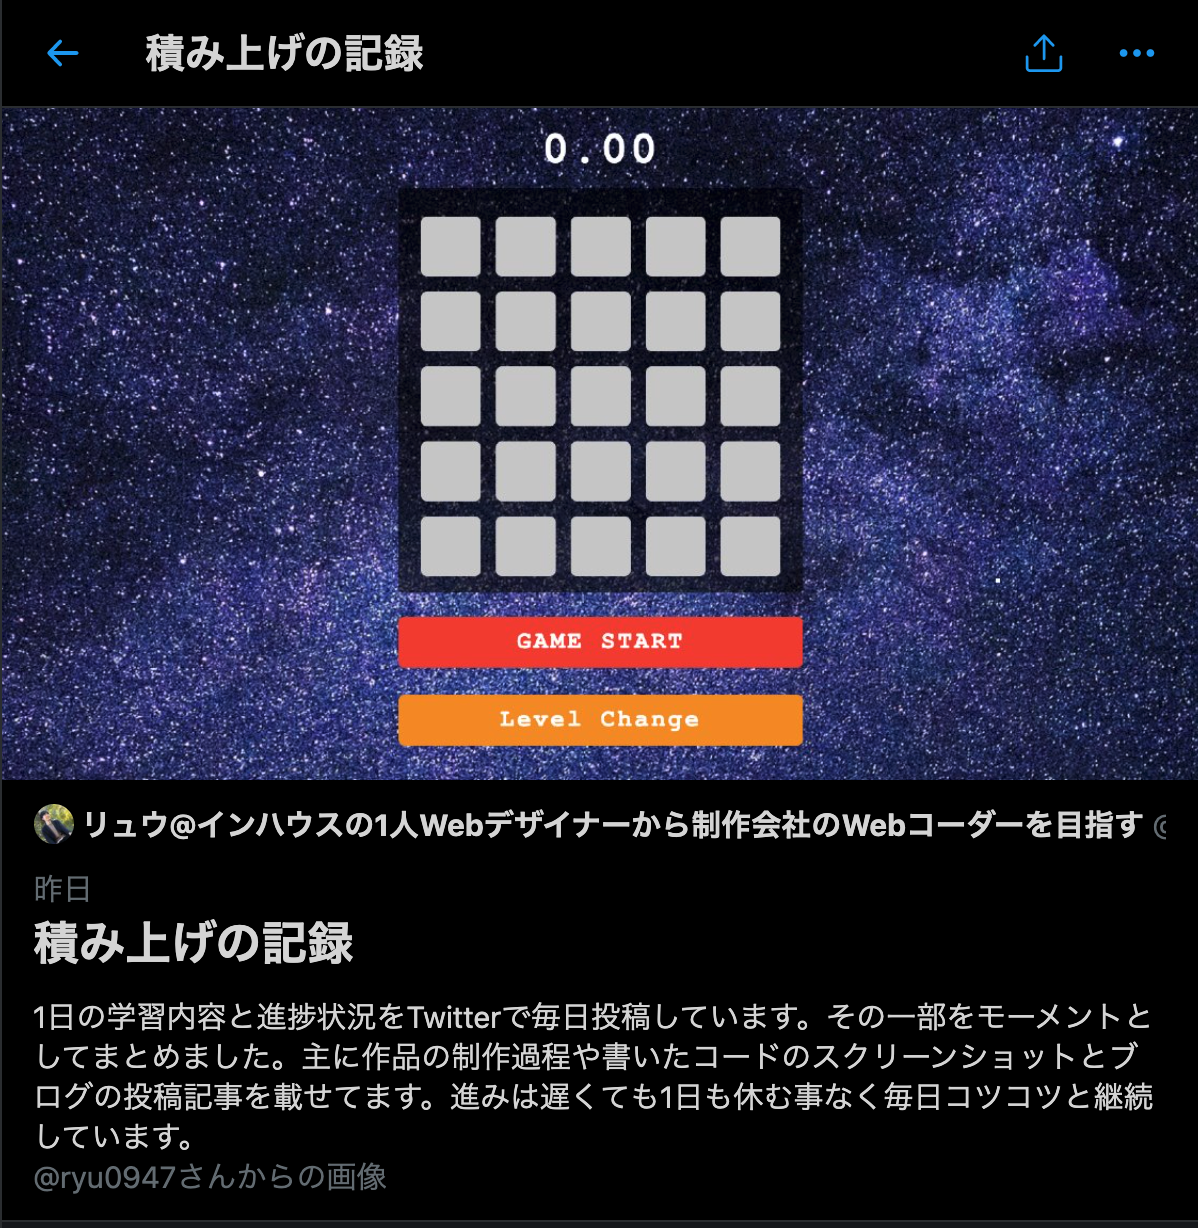 積み上げの記録
0.00
GAME START
Level Change
リュウ@インハウスの1人Webデザイナーから制作会社のWebコーダーを目指す @
昨日
積み上げの記録
1日の学習内容と進捗状況をTwitterで毎日投稿しています。その一部をモーメントと
してまとめました。主に作品の制作過程や書いたコードのスクリーンショットとブ
ログの投稿記事を載せてます。進みは遅くても1日も休む事なく毎日コツコツと継続
しています。
@ryu0947さんからの画像